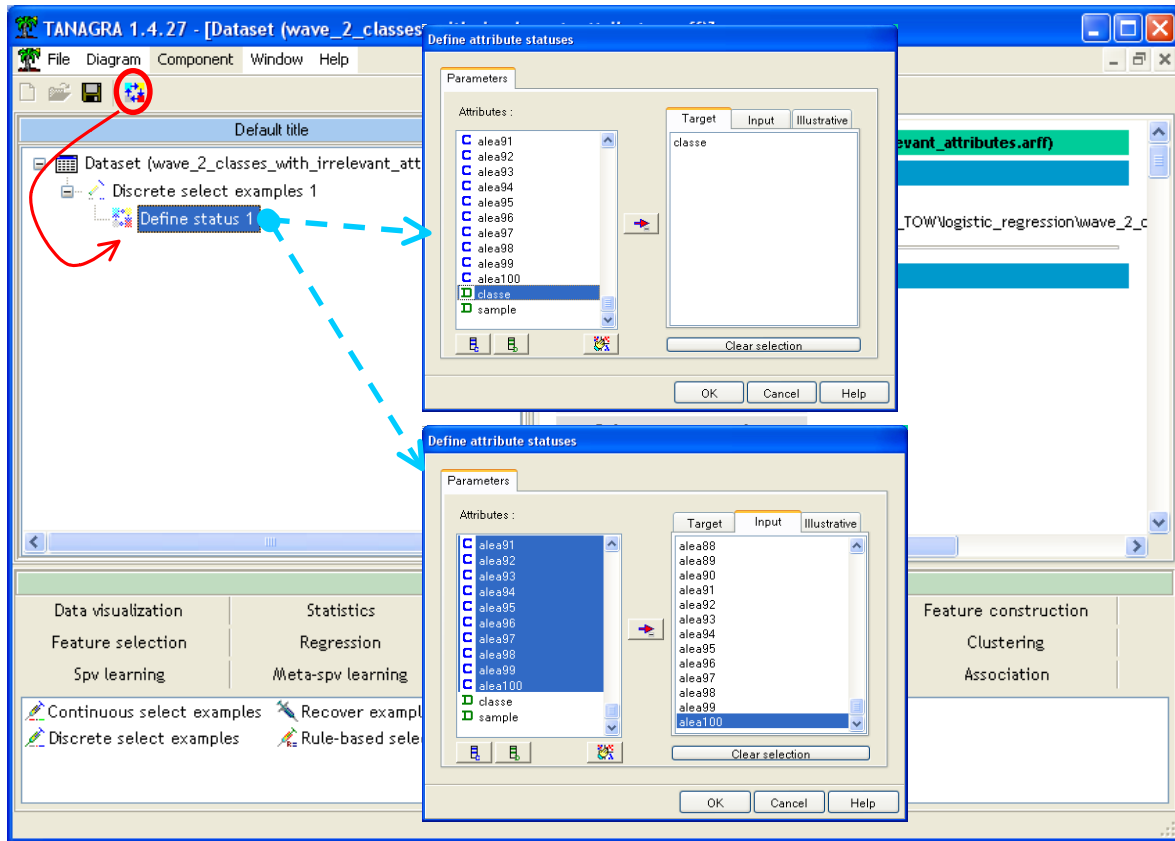 TANAGRA 1.4.27 - [Dataset (wave_2_classes
File Diagram Component Window Help
Default title
Dataset (wave_2_classes_with_irrelevant_att
Discrete select examples 1
Define status 1
evant_attributes.arff)
_TOW\logistic_regression\wave_2_c
Define attribute statuses
Parameters
Attributes :
C alea91
C alea92
C alea93
C alea94
C alea95
C alea96
C alea97
C alea98
C alea99
C alea100
D classe
D sample
Target Input Illustrative
classe
Clear selection
OK Cancel Help
Define attribute statuses
Parameters
Attributes :
C alea91
C alea92
C alea93
C alea94
C alea95
C alea96
C alea97
C alea98
C alea99
C alea100
D classe
D sample
Target Input Illustrative
alea88
alea89
alea90
alea91
alea92
alea93
alea94
alea95
alea96
alea97
alea98
alea99
alea100
Clear selection
OK Cancel Help
Data visualization Statistics Feature construction
Feature selection Regression Clustering
Spv learning Meta-spv learning Association
Continuous select examples Recover exampl
Discrete select examples Rule-based sele